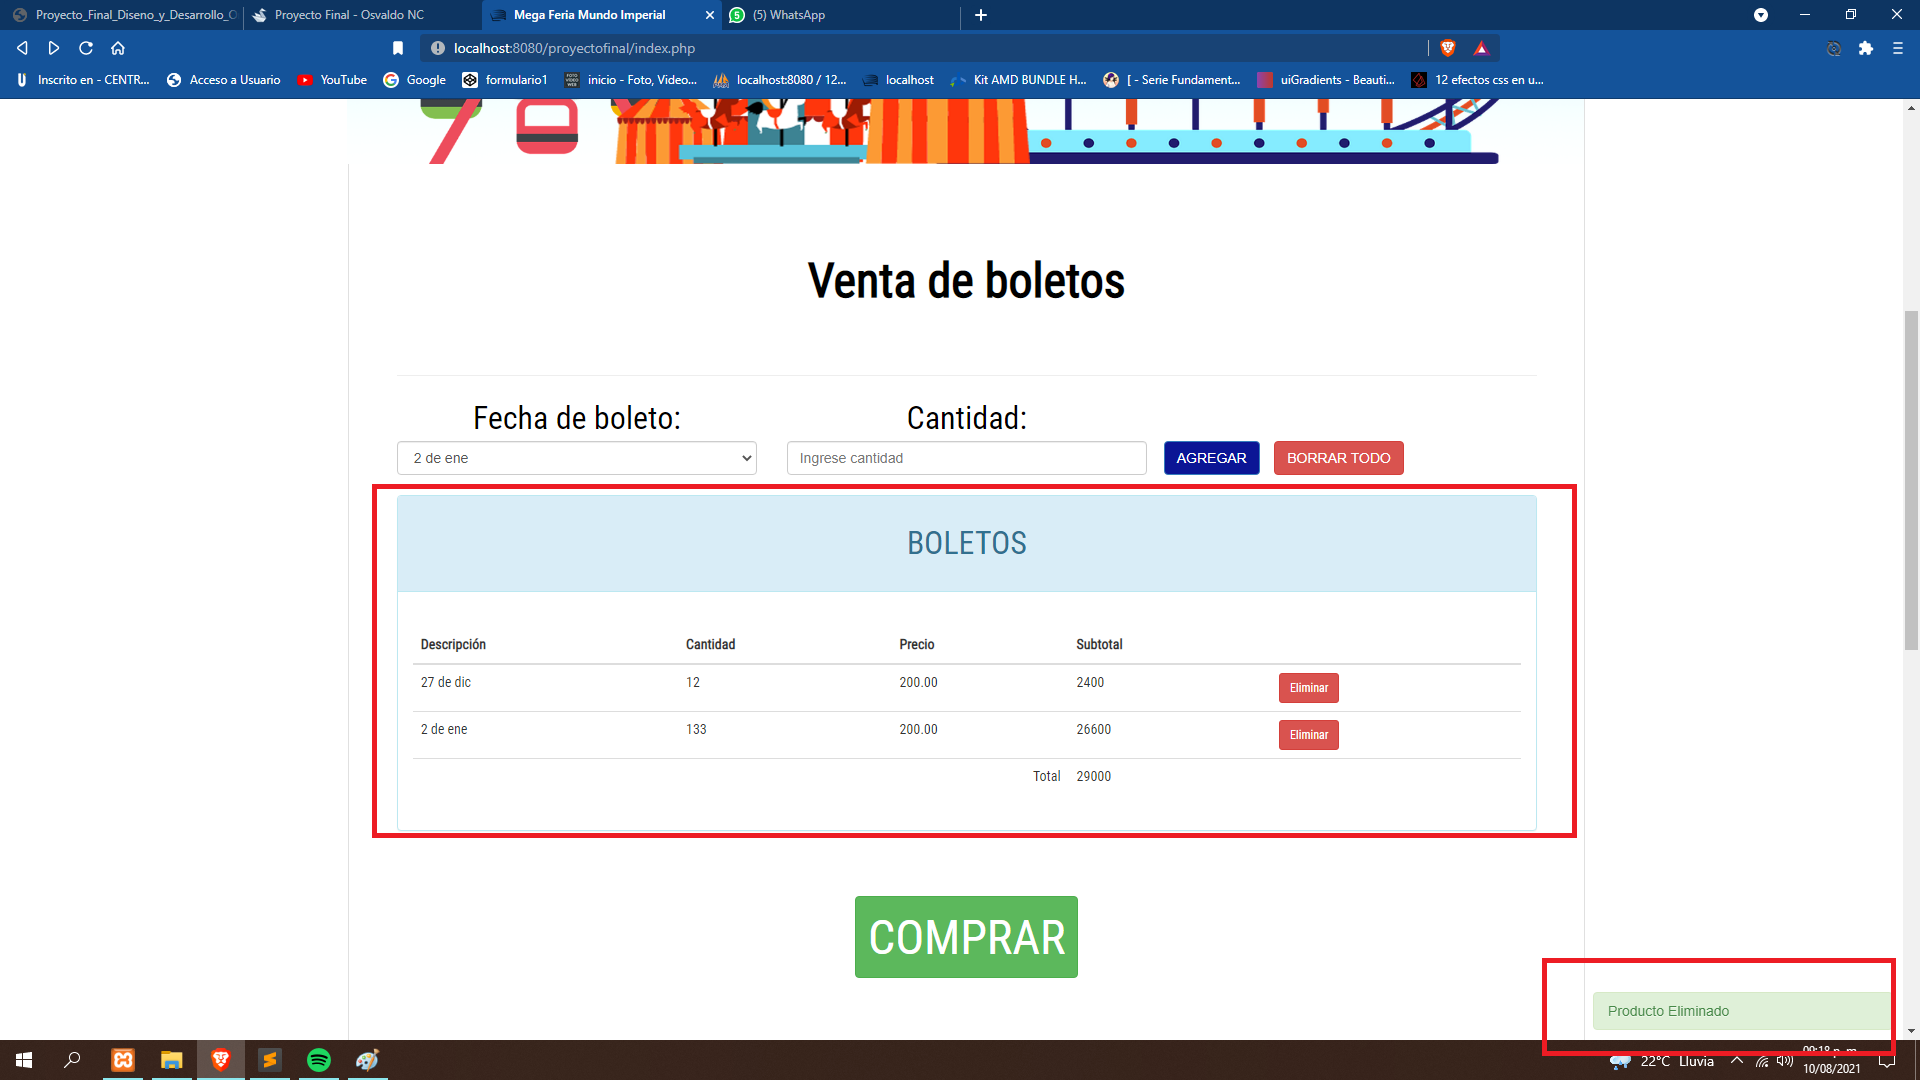 Proyecto_Final_Diseno_y_Desarrollo_O
Proyecto Final - Osvaldo NC
Mega Feria Mundo Imperial
(5) WhatsApp
localhost:8080/proyectofinal/index.php
Inscrito en - CENTR...
Acceso a Usuario
YouTube
Google
formulario1
inicio - Foto, Video...
localhost:8080 / 12...
localhost
Kit AMD BUNDLE H...
[ - Serie Fundament...
uiGradients - Beauti...
12 efectos css en u...
Venta de boletos
Fecha de boleto:
Cantidad:
2 de ene
Ingrese cantidad
AGREGAR
BORRAR TODO
BOLETOS
Descripción Cantidad Precio Subtotal
27 de dic 12 200.00 2400 Eliminar
2 de ene 133 200.00 26600 Eliminar
Total 29000
COMPRAR
Producto Eliminado
22°C Lluvia
09:18 p. m.
10/08/2021